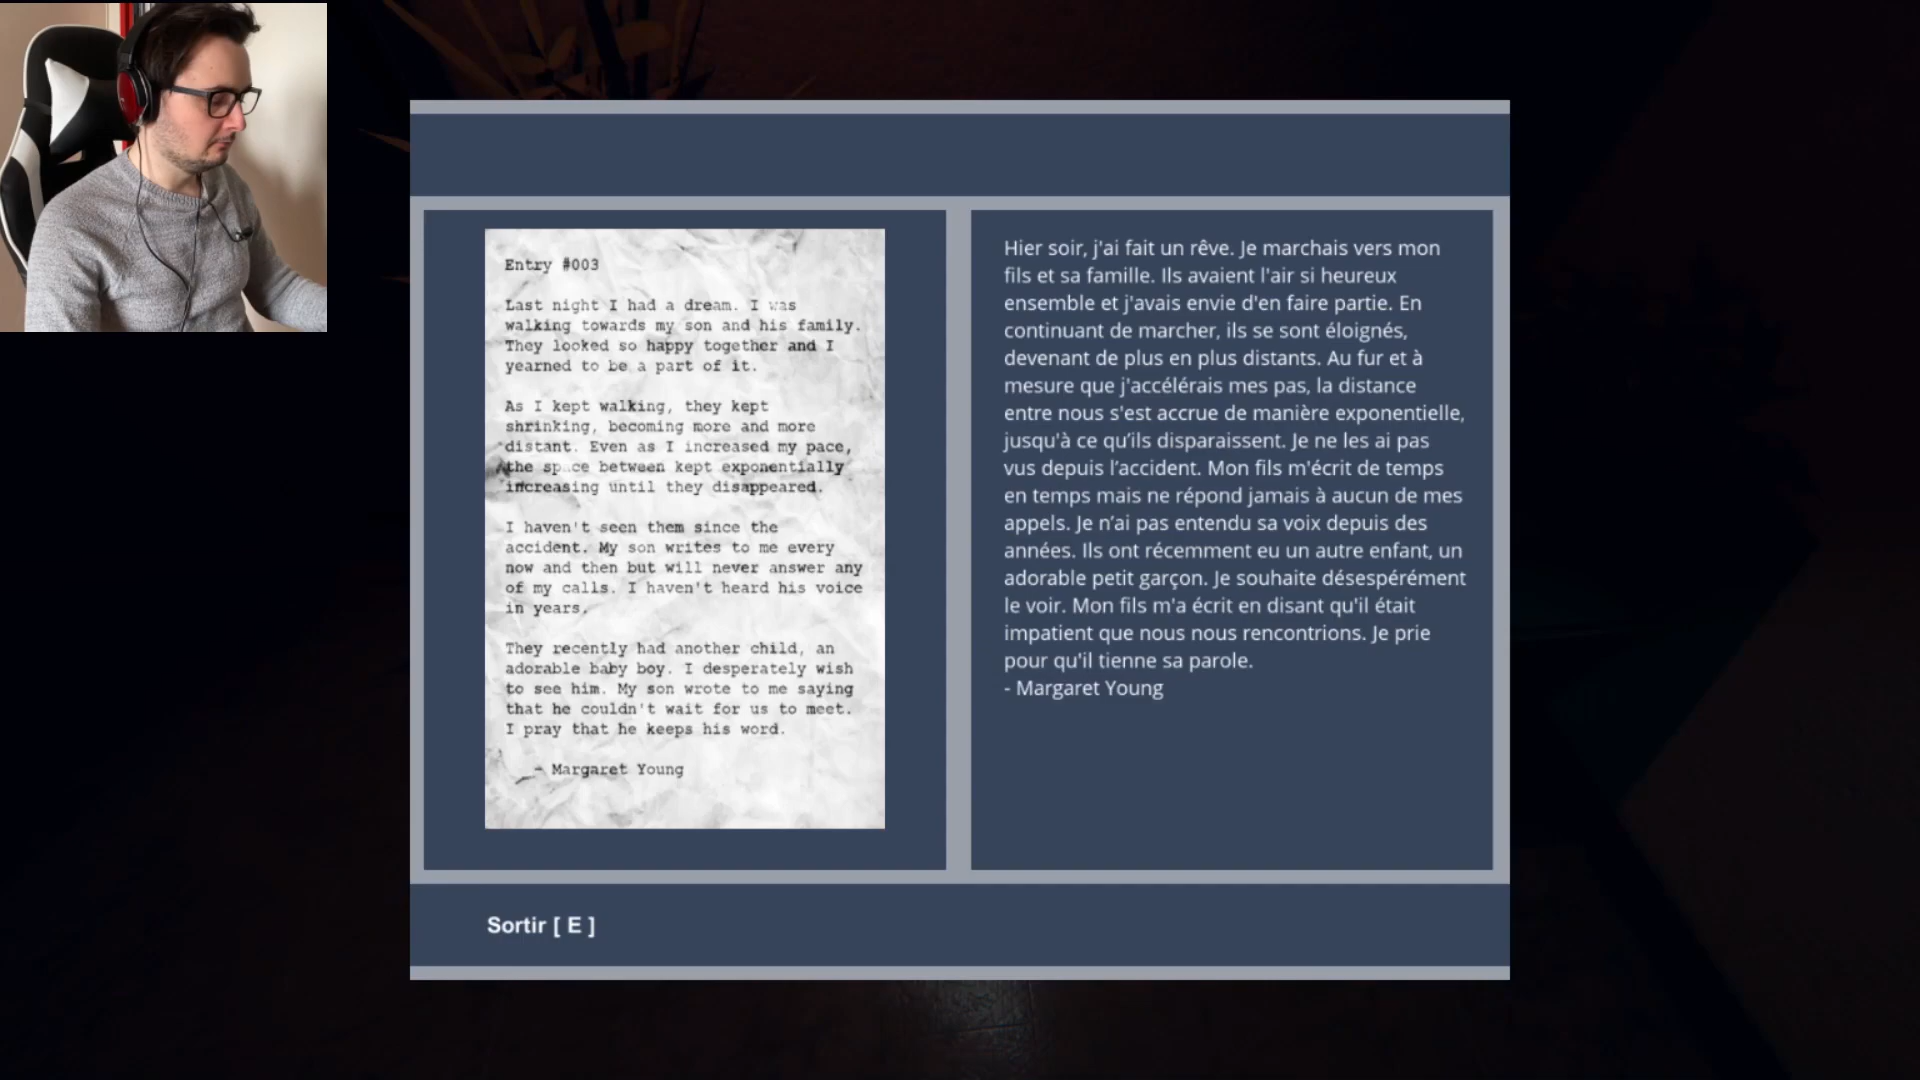 Entry #003
Last night I had a dream. I was
walking towards my son and his family.
They looked so happy together and I
yearned to be a part of it.
As I kept walking, they kept
shrinking, becoming more and more
distant. Even as I increased my pace,
the space between kept exponentially
increasing until they disappeared.
I haven't seen them since the
accident. My son writes to me every
now and then but will never answer any
of my calls. I haven't heard his voice
in years.
They recently had another child, an
adorable baby boy. I desperately wish
to see him. My son wrote to me saying
that he couldn't wait for us to meet.
I pray that he keeps his word.
- Margaret Young
Hier soir, j'ai fait un rêve. Je marchais vers mon
fils et sa famille. Ils avaient l'air si heureux
ensemble et j'avais envie d'en faire partie. En
continuant de marcher, ils se sont éloignés,
devenant de plus en plus distants. Au fur et à
mesure que j'accélérais mes pas, la distance
entre nous s'est accrue de manière exponentielle,
jusqu'à ce qu’ils disparaissent. Je ne les ai pas
vus depuis l’accident. Mon fils m'écrit de temps
en temps mais ne répond jamais à aucun de mes
appels. Je n’ai pas entendu sa voix depuis des
années. Ils ont récemment eu un autre enfant, un
adorable petit garçon. Je souhaite désespérément
le voir. Mon fils m'a écrit en disant qu'il était
impatient que nous nous rencontrions. Je prie
pour qu'il tienne sa parole.
- Margaret Young
Sortir [ E ]